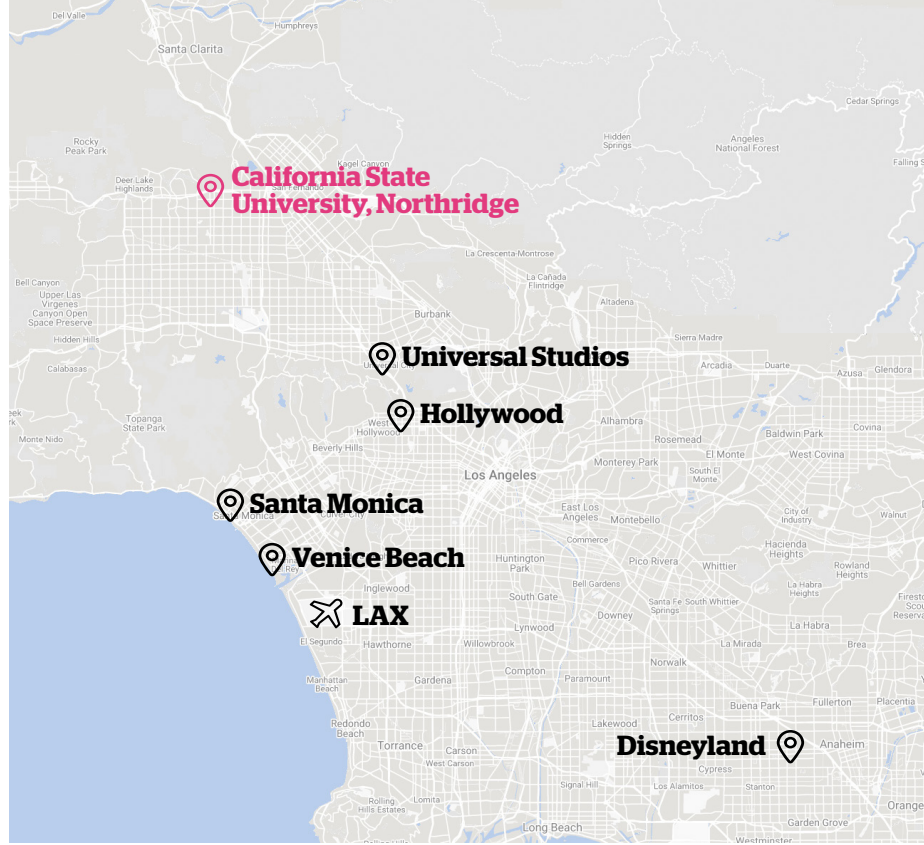 Del Valle
Humphreys
Santa Clarita
Cedar Springs
Rocky
Peak Park
Hidden
Springs
Angeles
National Forest
Kagel Canyon
Falling S
Deer Lake
Highlands
San Fernando
California State
University, Northridge
La Crescenta-Montrose
La Cañada
Flintridge
Bell Canyon
Upper Las
Virgenes
Canyon Open
Space Preserve
Altadena
Burbank
Hidden Hills
Sierra Madre
Universal Studios
Calabasas
Arcadia
Duarte
Azusa
Glendora
Topanga
State Park
Hollywood
West
Hollywood
Alhambra
Covina
Monte Nido
Rosemead
Baldwin Park
Beverly Hills
El Monte
West Covina
Monterey Park
South El
Monte
Los Angeles
Santa Monica
East Los
Angeles
Montebello
City of
Industry
Walnut
Commerce
Hacienda
Heights
Venice Beach
Huntington
Park
Pico Rivera
Whittier
Rowland
Heights
Inglewood
Bell Gardens
La Habra
Heights
South Gate
Santa Fe
Springs
South Whittier
LAX
Downey
La Habra
El Segundo
Hawthorne
Lynwood
Willowbrook
La Mirada
Brea
Norwalk
Manhattan
Beach
Gardena
Compton
Paramount
Buena Park
Fullerton
Placentia
Redondo
Beach
Lakewood
Cerritos
Torrance
Carson
West Carson
Disneyland
Anaheim
Cypress
Signal Hill
Los Alamitos
Stanton
Rolling
Hills Estates
Lomita
Orange
Long Beach
Garden Grove
Westminster